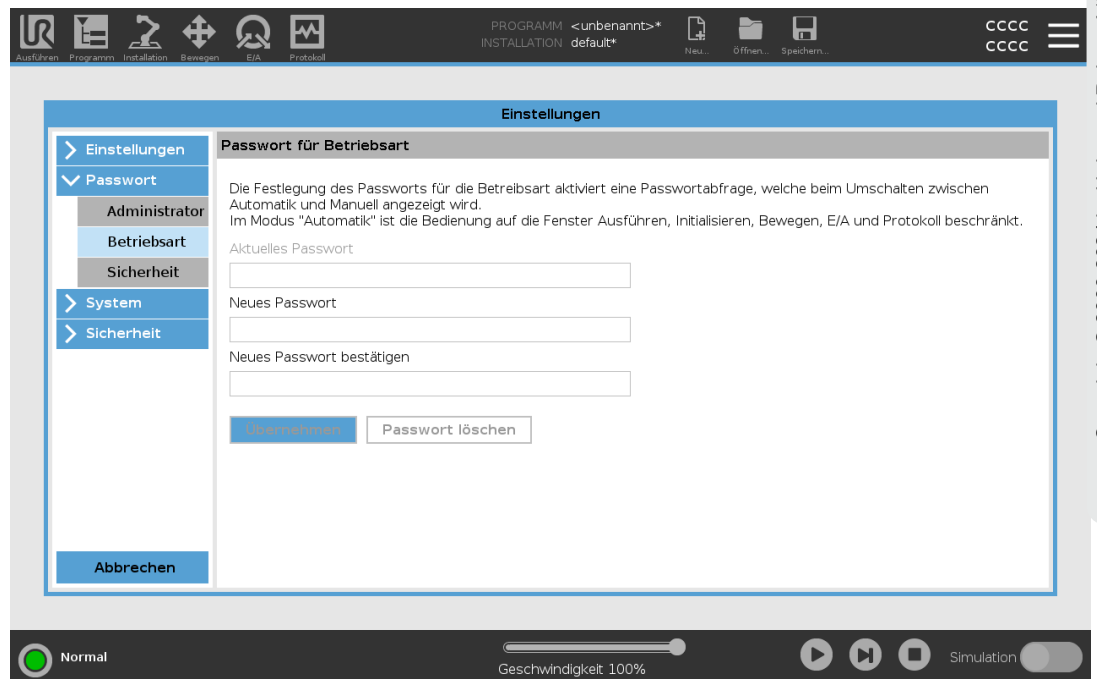 PROGRAMM <unbenannt>*
INSTALLATION default*
CCCC
CCCC
Ausführen Programm Installation Bewegen E/A Protokoll Neu... Öffnen... Speichern...
Einstellungen
Einstellungen
Passwort
Administrator
Betriebsart
Sicherheit
System
Sicherheit
Abbrechen
Passwort für Betriebsart
Die Festlegung des Passworts für die Betreibsart aktiviert eine Passwortabfrage, welche beim Umschalten zwischen
Automatik und Manuell angezeigt wird.
Im Modus "Automatik" ist die Bedienung auf die Fenster Ausführen, Initialisieren, Bewegen, E/A und Protokoll beschränkt.
Aktuelles Passwort
Neues Passwort
Neues Passwort bestätigen
Übernehmen Passwort löschen
Normal
Geschwindigkeit 100%
Simulation